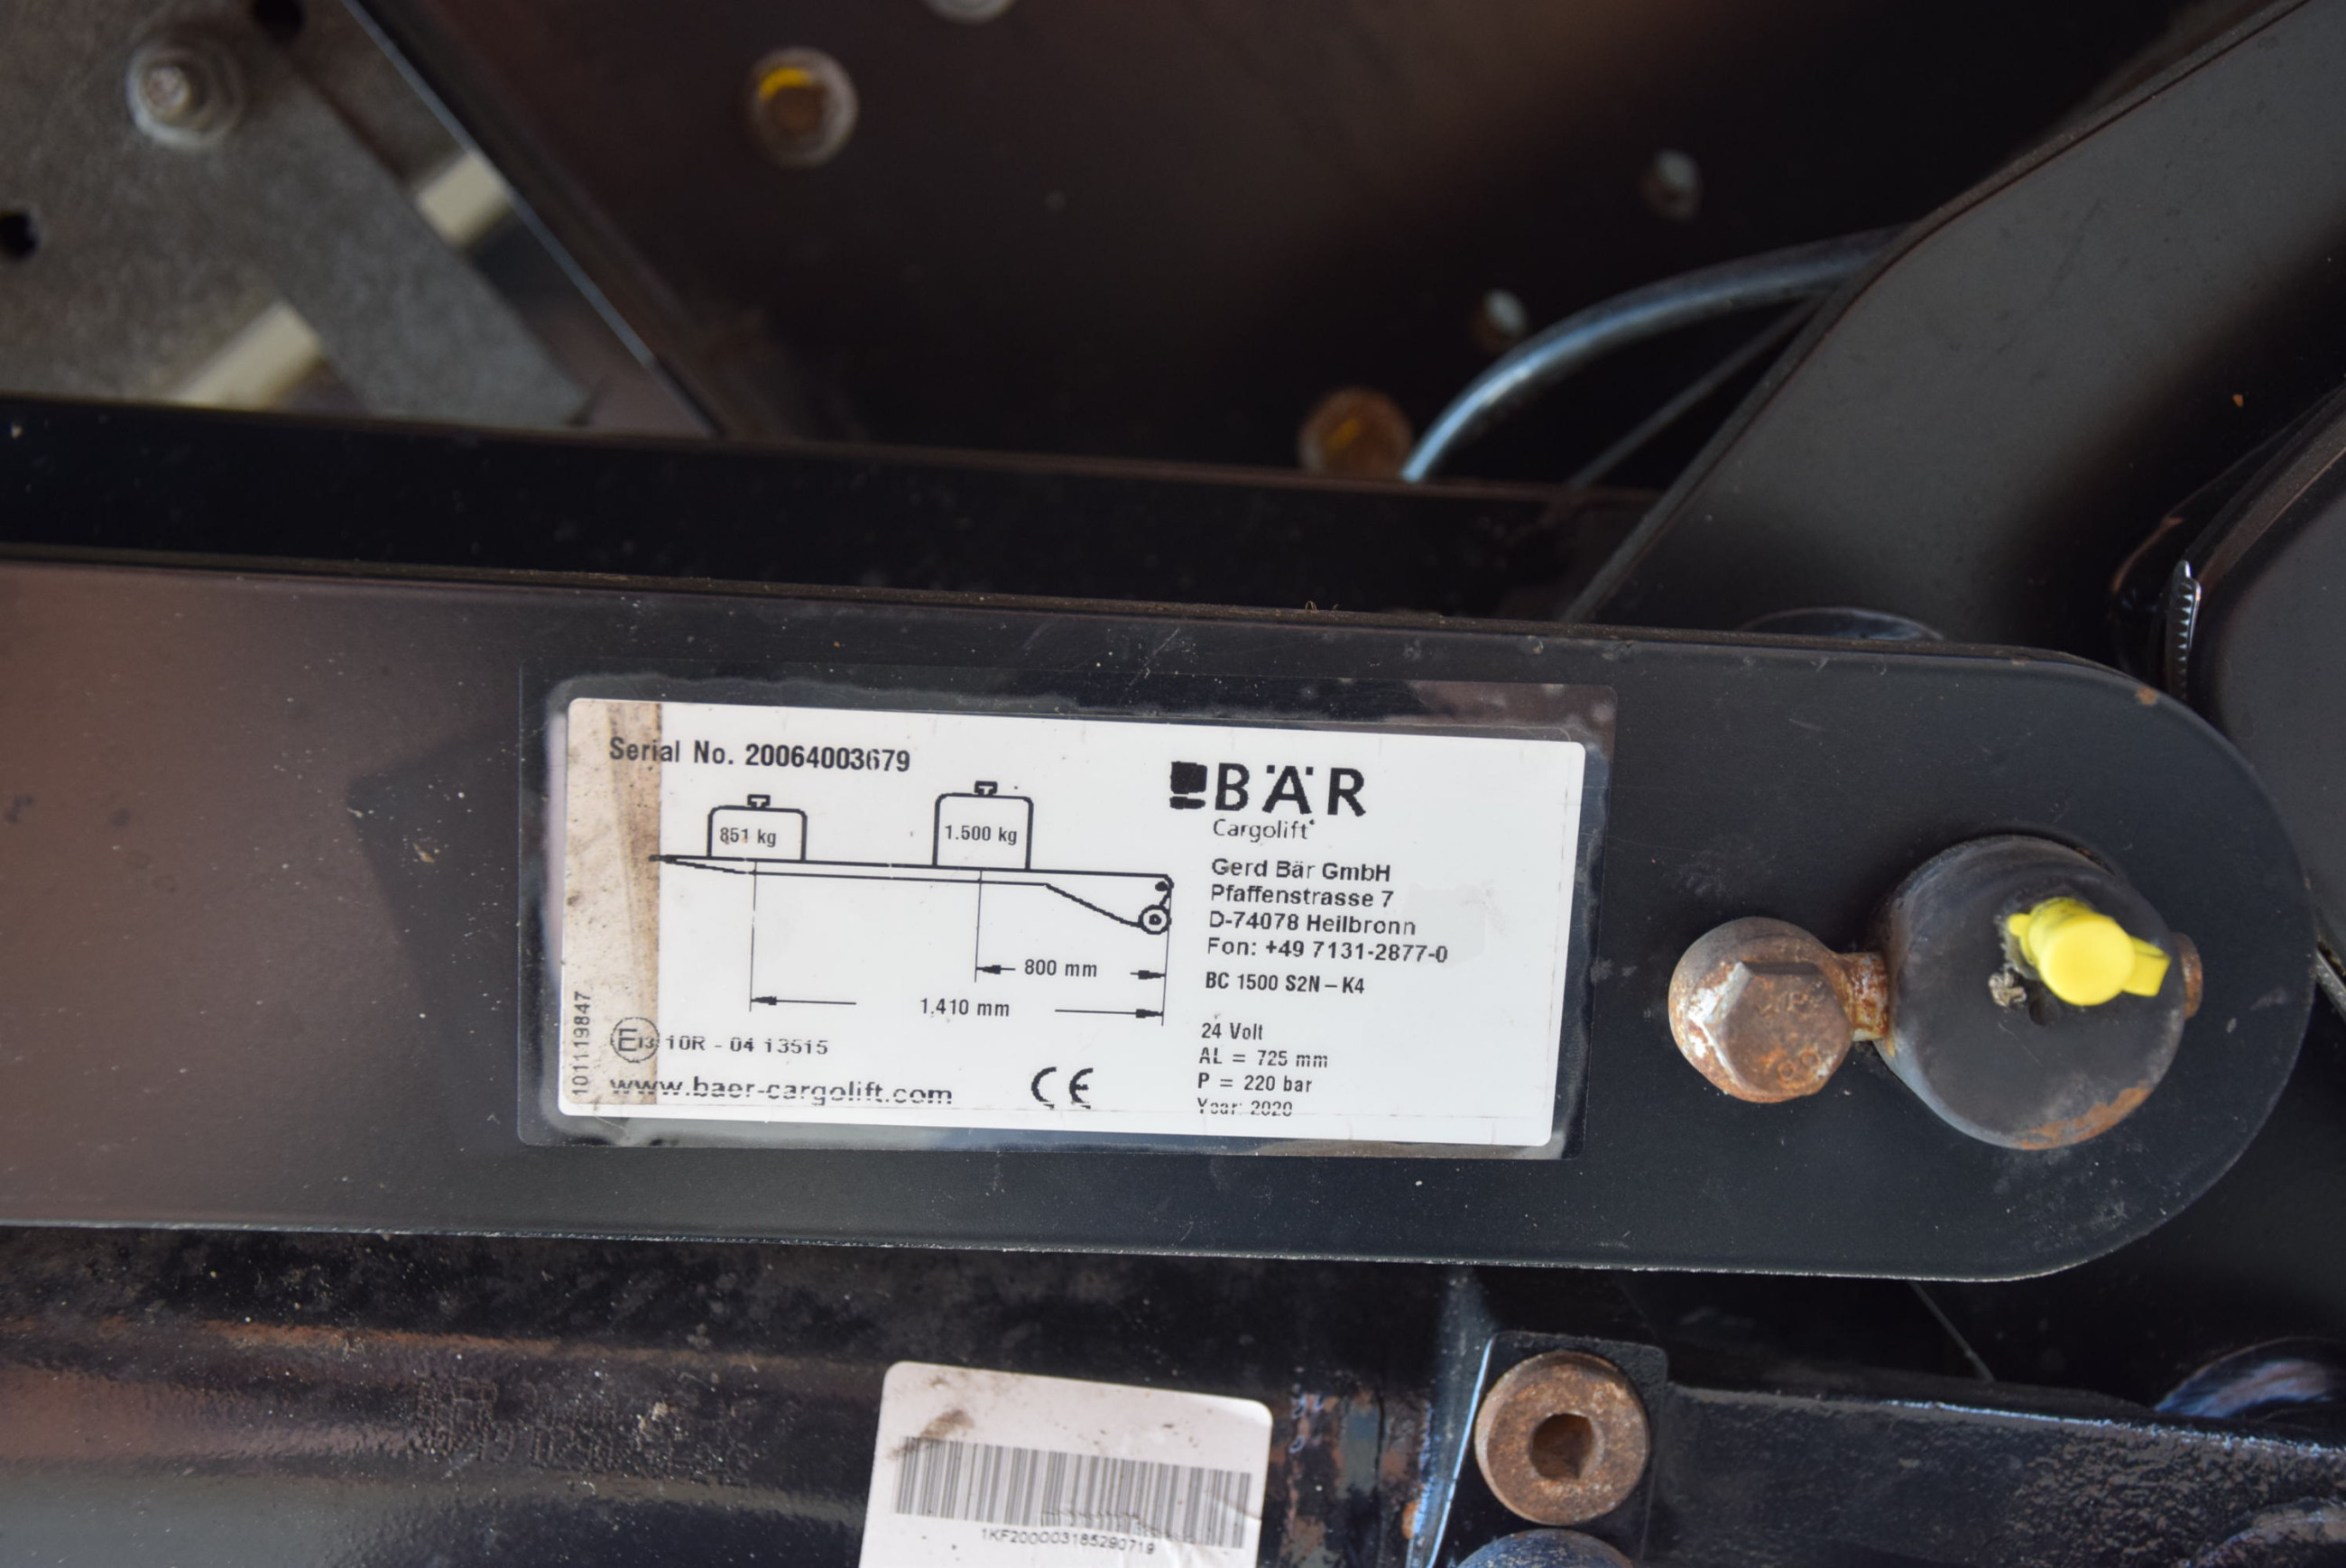 Serial No. 20064003679
851 kg
1.500 kg
800 mm
1.410 mm
101119847
E13 10R - 04 13515
www.baer-cargolift.com
CE
BÄR
Cargolift
Gerd Bär GmbH
Pfaffenstrasse 7
D-74078 Heilbronn
Fon: +49 7131-2877-0
BC 1500 S2N – K4
24 Volt
AL = 725 mm
P = 220 bar
Year: 2020
1KF200003185290719